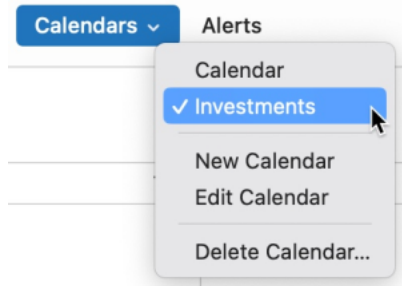 Calendars Alerts
Calendar
✓ Investments
New Calendar
Edit Calendar
Delete Calendar...